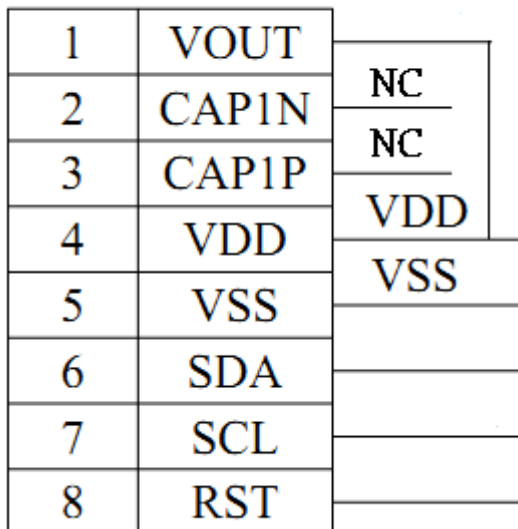 1 VOUT
NC
2 CAP1N
NC
3 CAP1P
VDD
4 VDD
VSS
5 VSS
6 SDA
7 SCL
8 RST